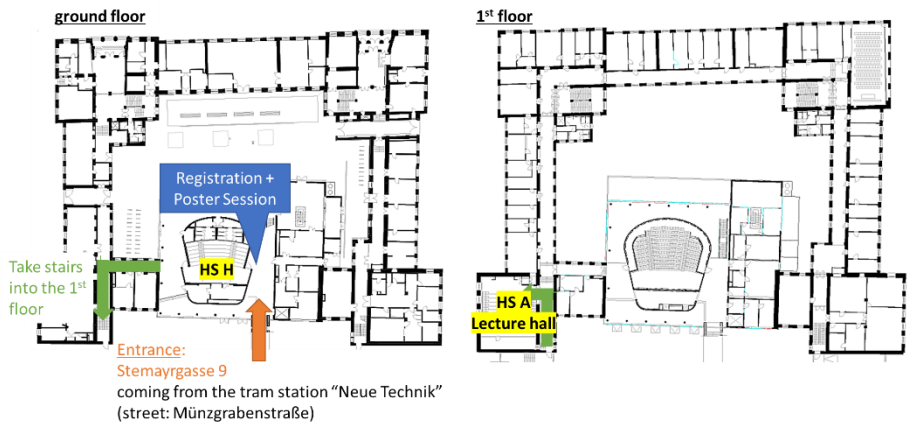 ground floor
1st floor
Registration +
Poster Session
HS H
Take stairs
into the 1st
floor
HS A
Lecture hall
Entrance:
Stemayrgasse 9
coming from the tram station “Neue Technik”
(street: Münzgrabenstraße)